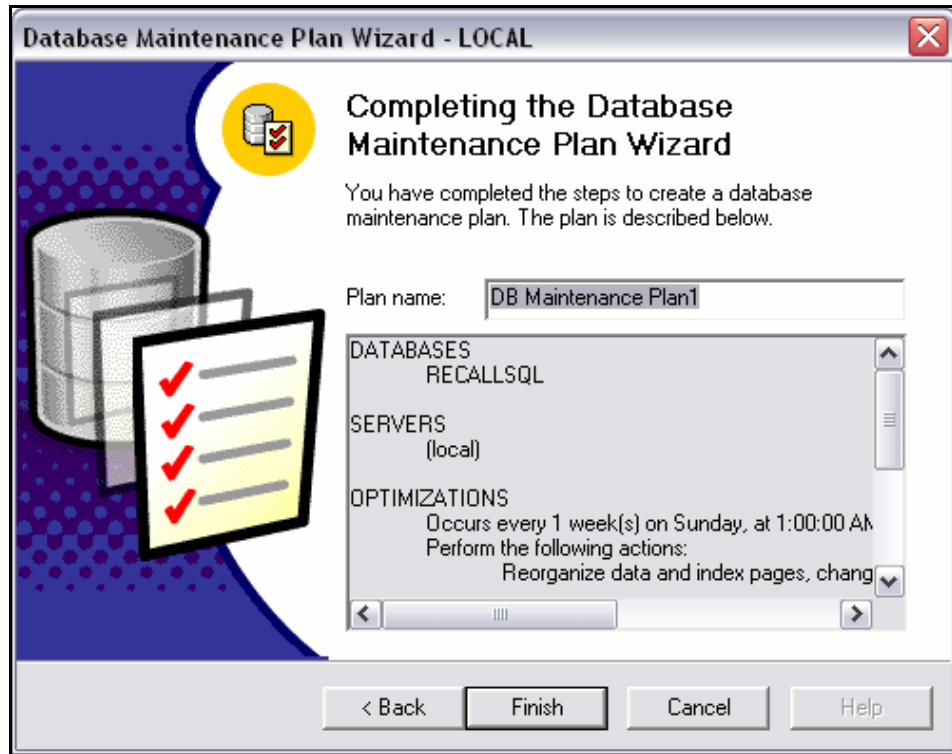 Database Maintenance Plan Wizard - LOCAL
Completing the Database
Maintenance Plan Wizard
You have completed the steps to create a database
maintenance plan. The plan is described below.
Plan name: DB Maintenance Plan1
DATABASES
RECALLSQL
SERVERS
(local)
OPTIMIZATIONS
Occurs every 1 week(s) on Sunday, at 1:00:00 AM
Perform the following actions:
Reorganize data and index pages, chang
< Back Finish Cancel Help